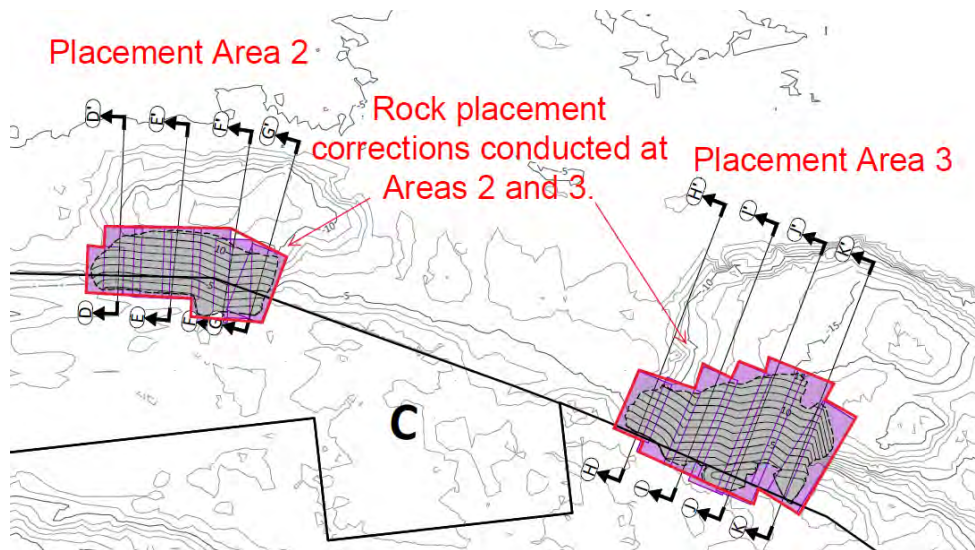 Placement Area 2
Rock placement
corrections conducted at
Areas 2 and 3.
Placement Area 3
D'
E'
F'
G'
H'
I'
J'
K'
-5
-10
-10
-15
-5
D
E
F
G
C
H
I
J
K